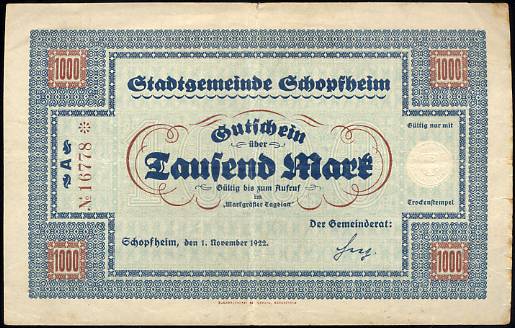 1000 1000
Stadtgemeinde Schopfheim
Gutschein
über
Tausend Mark
Gültig bis zum Aufruf
im
„Markgräfler Tagblatt"
Gültig nur mit
Trockenstempel
A
№ 16778 *
Der Gemeinderat:
Schopfheim, den 1. November 1922.
1000 1000